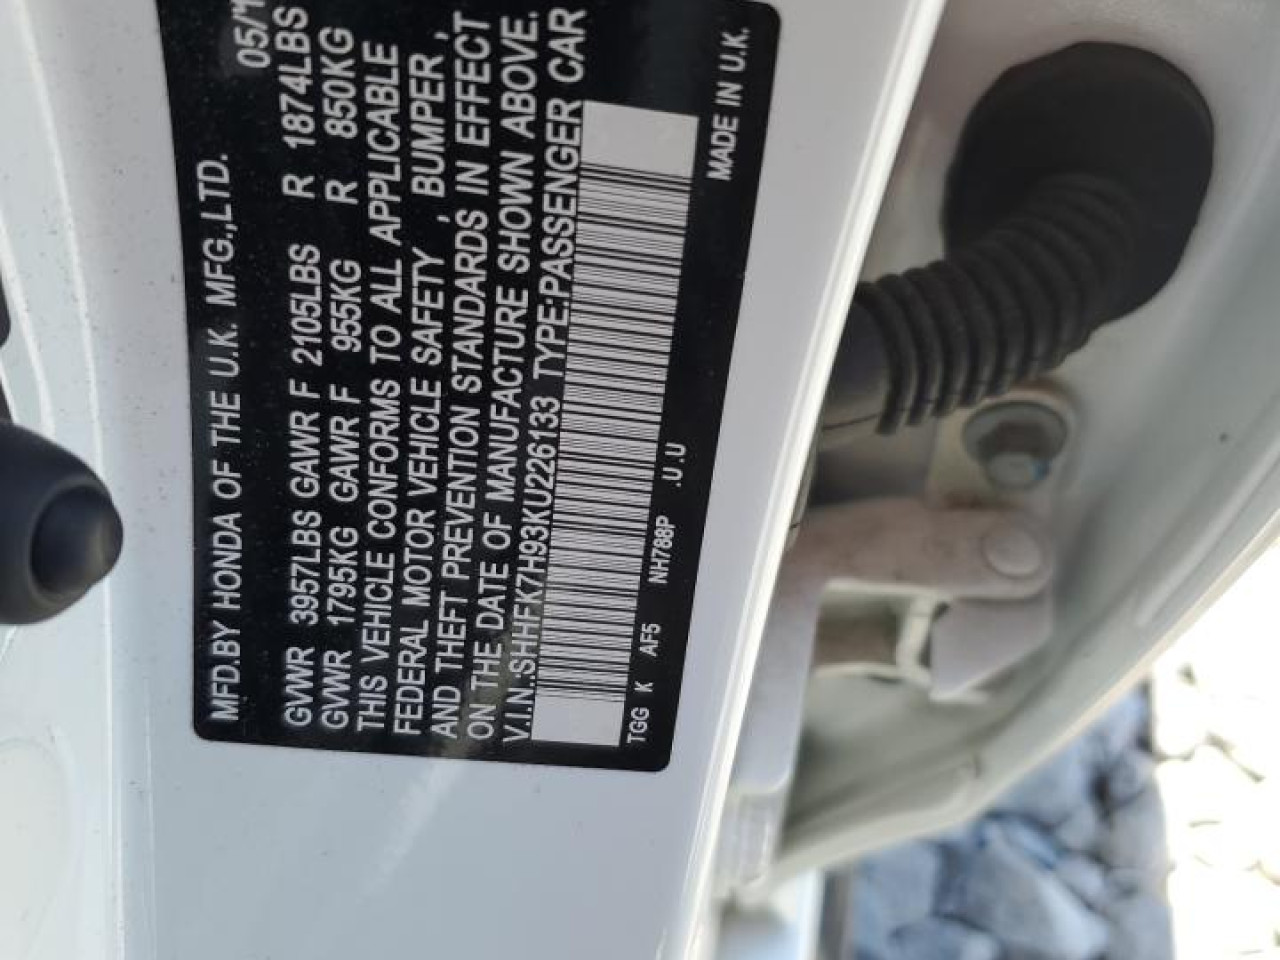 MFD.BY HONDA OF THE U.K. MFG.,LTD. 05/1
GVWR 3957LBS GAWR F 2105LBS R 1874LBS
GVWR 1795KG GAWR F 955KG R 850KG
THIS VEHICLE CONFORMS TO ALL APPLICABLE
FEDERAL MOTOR VEHICLE SAFETY , BUMPER ,
AND THEFT PREVENTION STANDARDS IN EFFECT
ON THE DATE OF MANUFACTURE SHOWN ABOVE.
V.I.N.:SHHFK7H93KU226133 TYPE:PASSENGER CAR
TGG K AF5 NH788P .U.U MADE IN U.K.